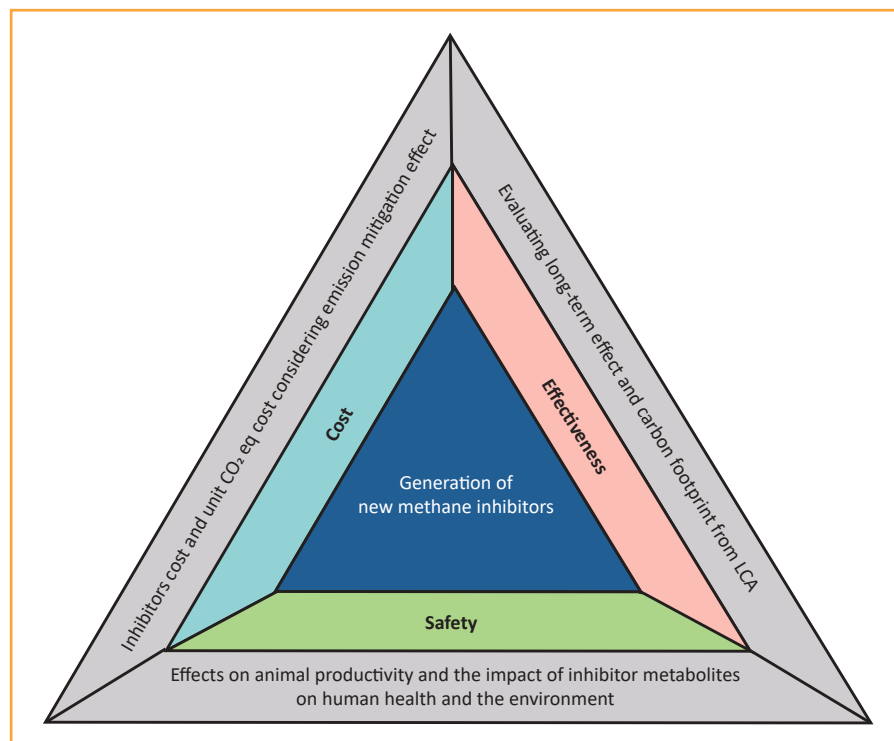 Inhibitors cost and unit CO₂ eq cost considering emission mitigation effect
Evaluating long-term effect and carbon footprint from LCA
Cost
Effectiveness
Generation of
new methane inhibitors
Safety
Effects on animal productivity and the impact of inhibitor metabolites
on human health and the environment